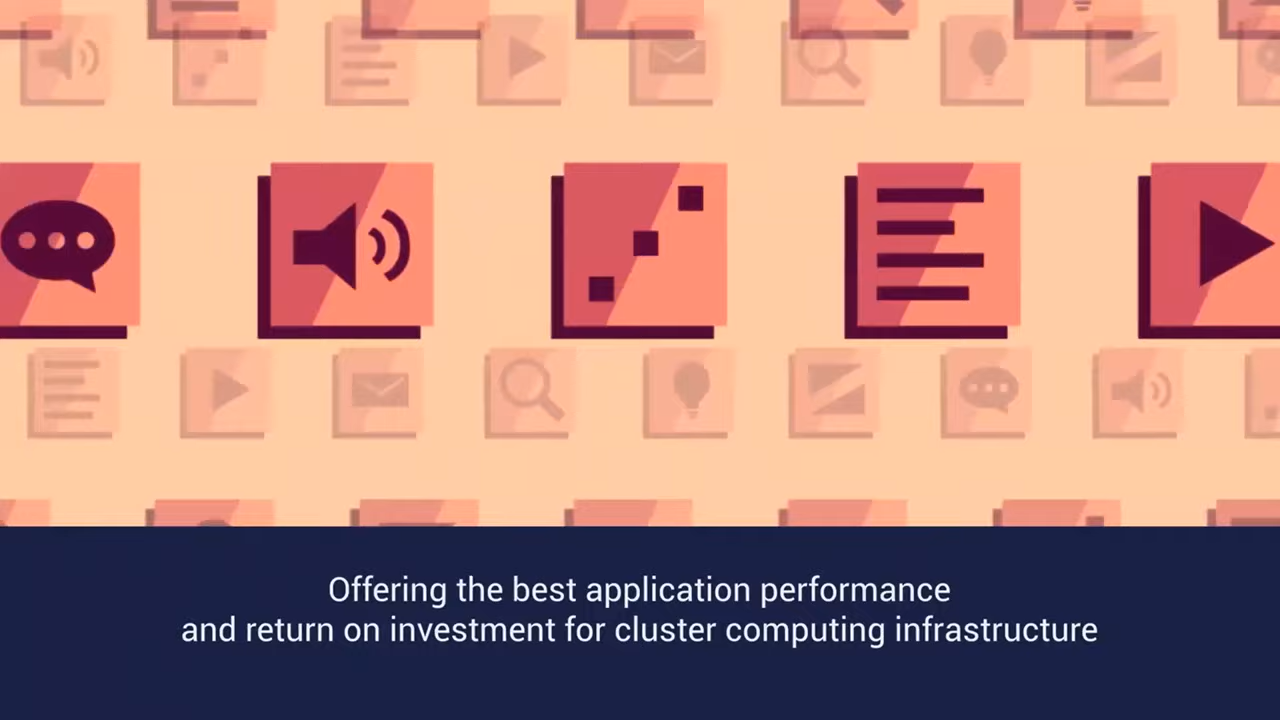 Offering the best application performance
and return on investment for cluster computing infrastructure